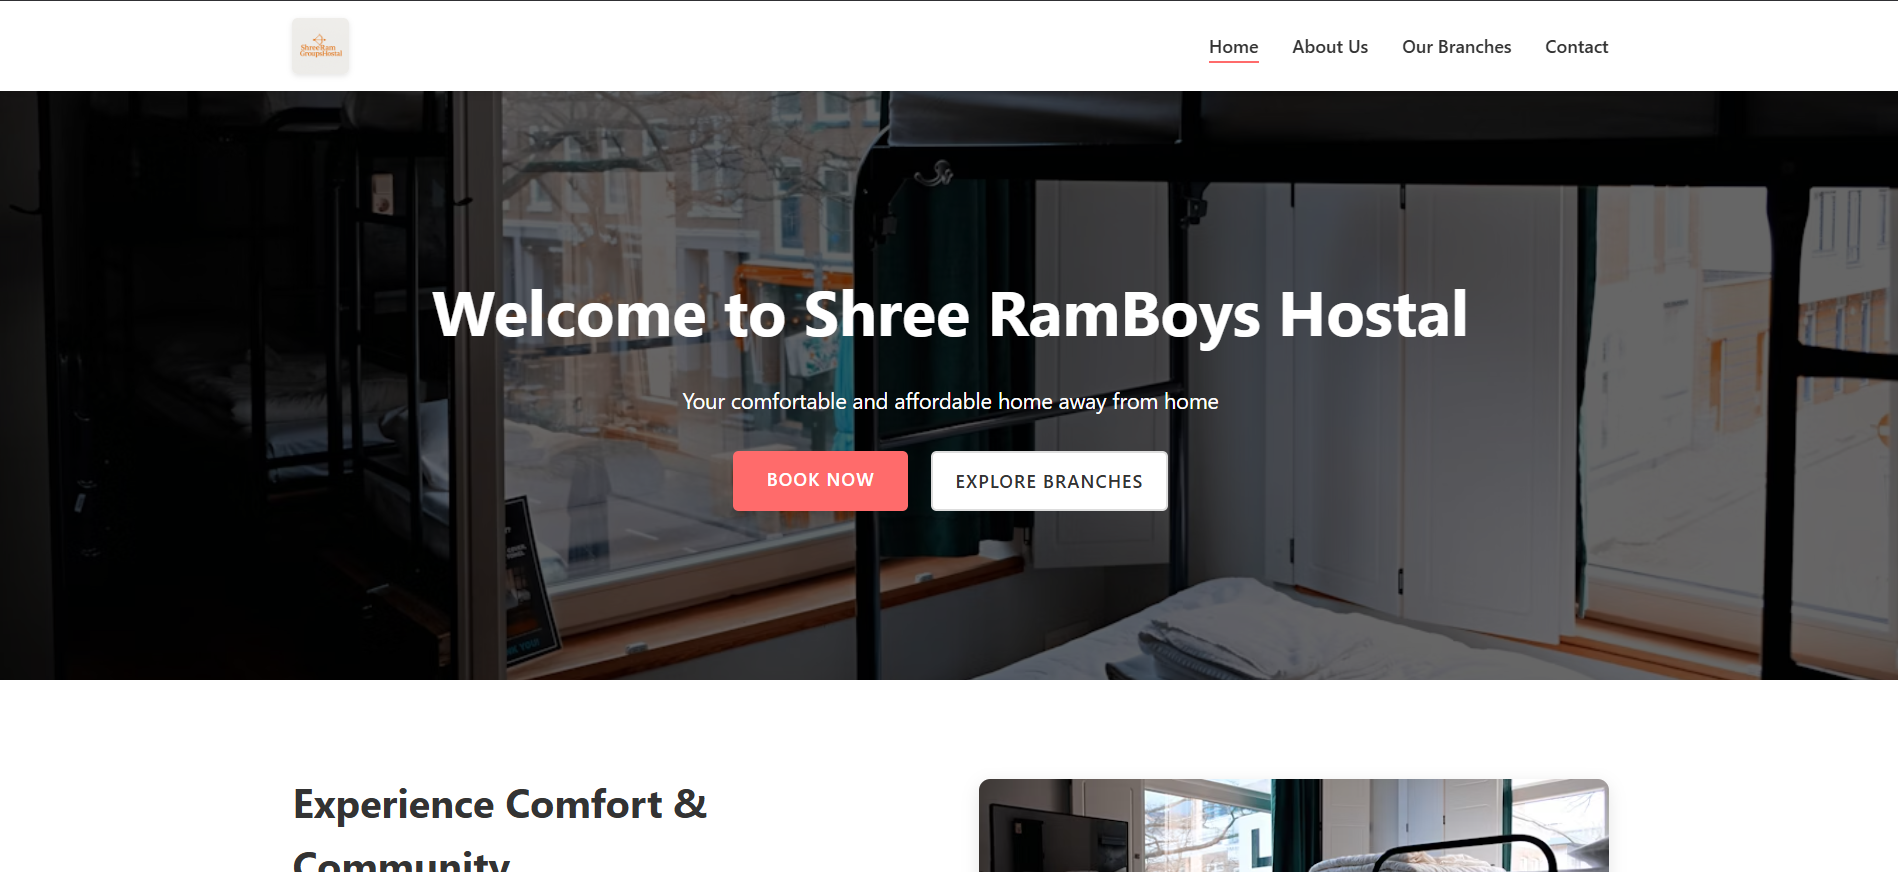 ShreeRam
GroupsHostal
Home
About Us
Our Branches
Contact
Welcome to Shree RamBoys Hostal
Your comfortable and affordable home away from home
BOOK NOW
EXPLORE BRANCHES
Experience Comfort &
Community